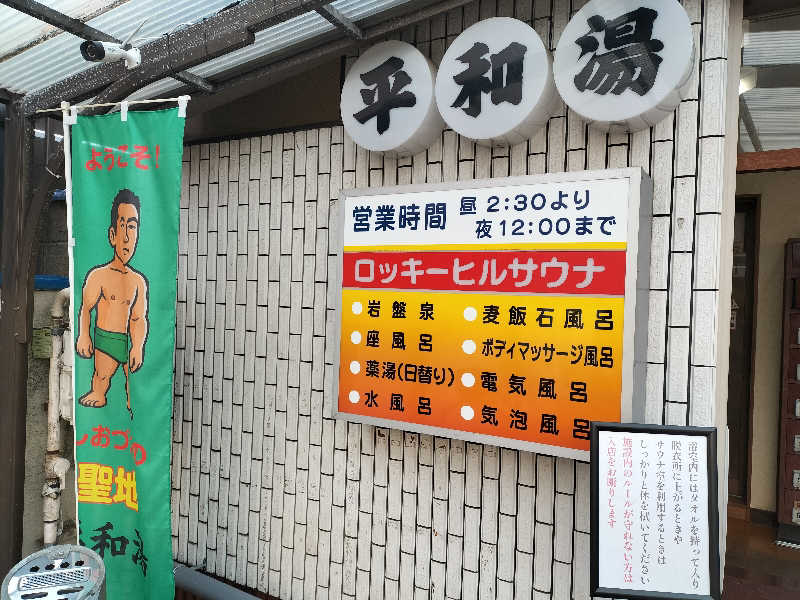 平和湯
営業時間
昼 2:30より
夜12:00まで
ロッキーヒルサウナ
岩盤泉
座風呂
薬湯(日替り)
水風呂
麦飯石風呂
ボディマッサージ風呂
電気風呂
気泡風呂
ようこそ!
しおづの
聖地
平和湯
浴室内にはタオルを持って入り
脱衣所に上がるときや
サウナ室を利用するときは
しっかりと体を拭いてください
施設内のルールが守れない方は
入店をお断りします